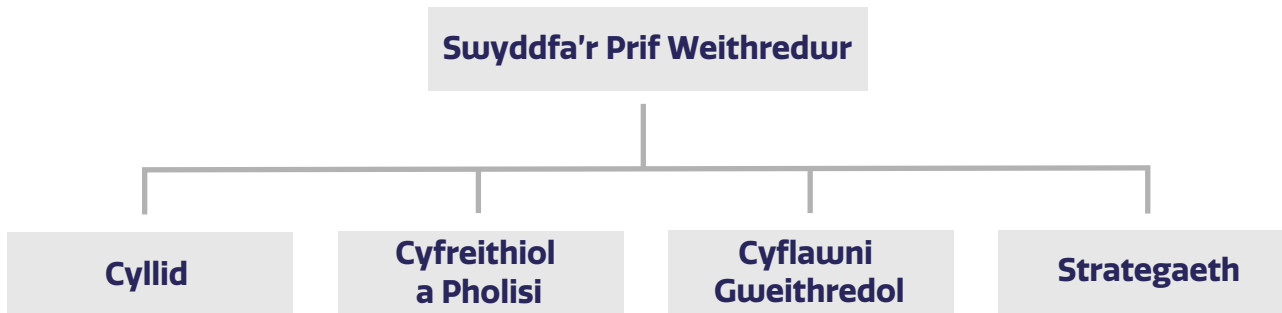 Swyddfa'r Prif Weithredwr
Cyllid
Cyfreithiol
a Pholisi
Cyflawni
Gweithredol
Strategaeth